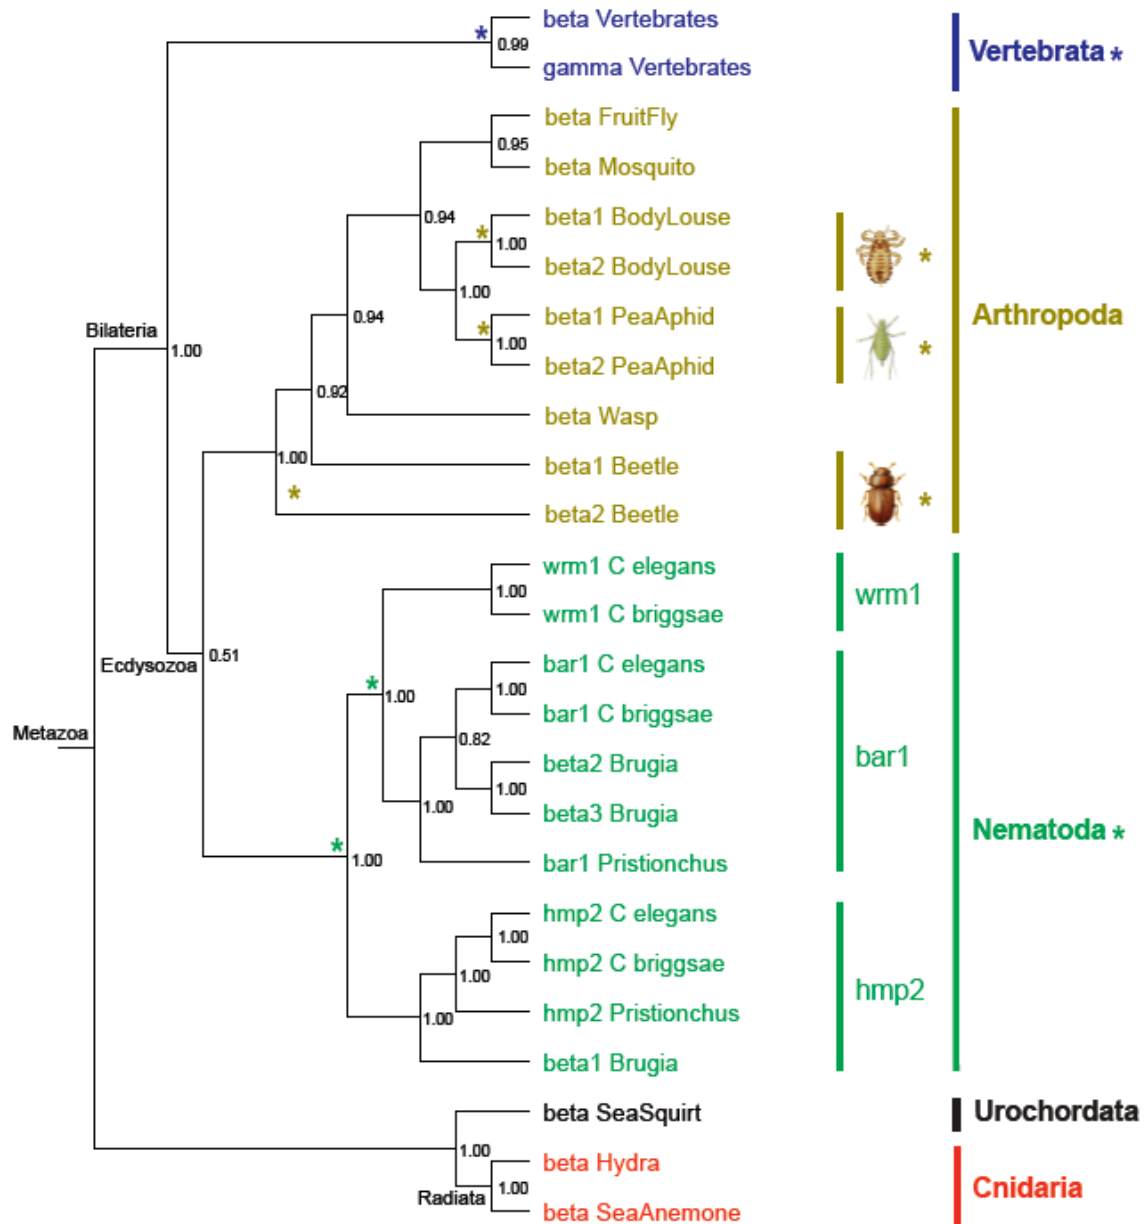 beta Vertebrates
0.99
gamma Vertebrates
*
Vertebrata *
beta FruitFly
0.95
beta Mosquito
0.94
beta1 BodyLouse
*
1.00
*
beta2 BodyLouse
1.00
beta1 PeaAphid
*
1.00
*
beta2 PeaAphid
Arthropoda
0.94
Bilateria
1.00
0.92
beta Wasp
1.00
beta1 Beetle
*
*
beta2 Beetle
wrm1 C elegans
1.00
wrm1
wrm1 C briggsae
Ecdysozoa
0.51
bar1 C elegans
*
1.00
1.00
bar1 C briggsae
Metazoa
0.82
bar1
beta2 Brugia
1.00
1.00
beta3 Brugia
*
1.00
Nematoda *
bar1 Pristionchus
hmp2 C elegans
1.00
hmp2 C briggsae
1.00
hmp2
hmp2 Pristionchus
1.00
beta1 Brugia
beta SeaSquirt
Urochordata
1.00
beta Hydra
Radiata
1.00
Cnidaria
beta SeaAnemone